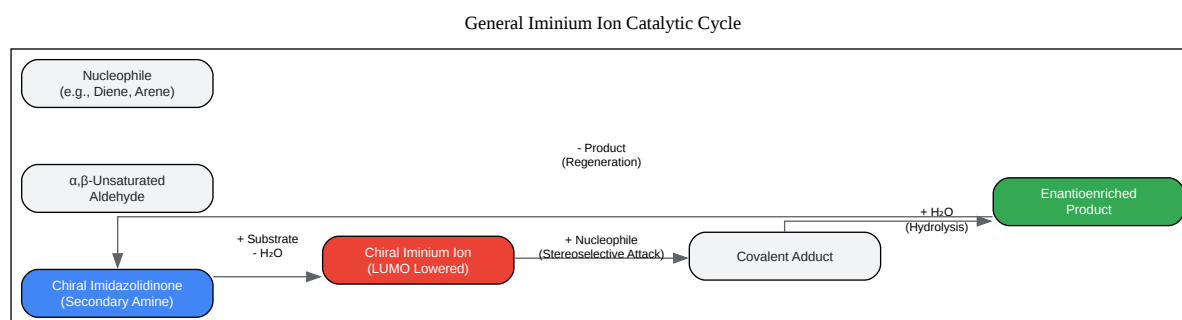 General Iminium Ion Catalytic Cycle
Nucleophile
(e.g., Diene, Arene)
- Product
(Regeneration)
α,β-Unsaturated
Aldehyde
Enantioenriched
Product
+ H₂O
(Hydrolysis)
+ Substrate
- H₂O
Chiral Iminium Ion
(LUMO Lowered)
+ Nucleophile
(Stereoselective Attack)
Covalent Adduct
Chiral Imidazolidinone
(Secondary Amine)